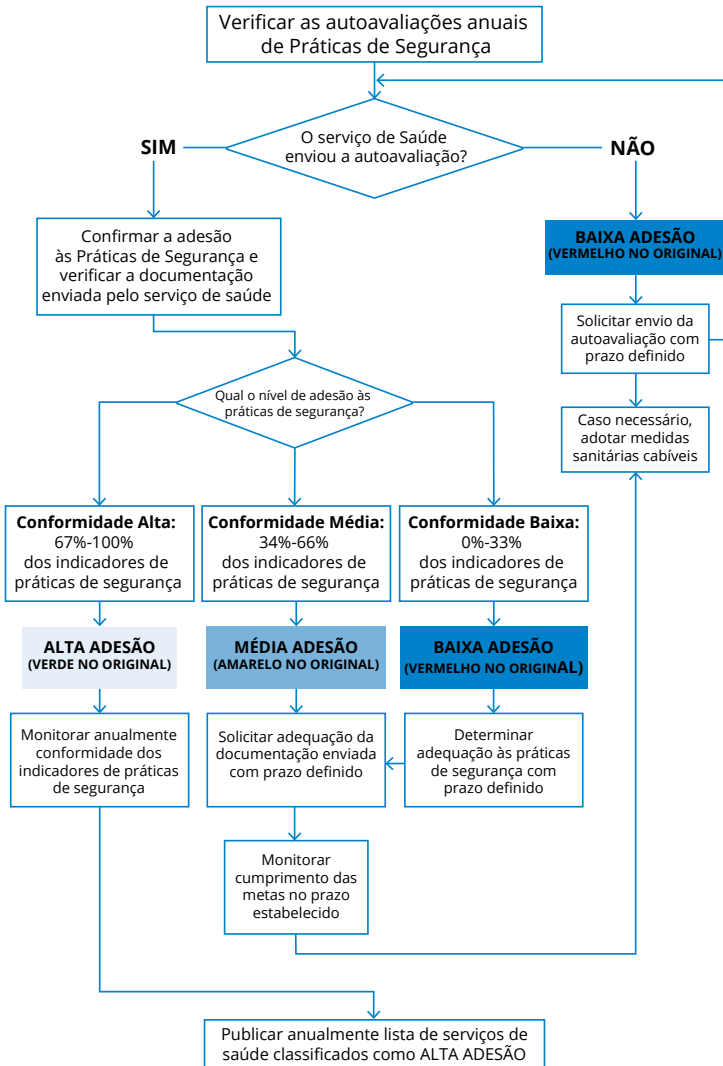 Verificar as autoavaliações anuais
de Práticas de Segurança
O serviço de Saúde
enviou a autoavaliação?
SIM
NÃO
Confirmar a adesão
às Práticas de Segurança e
verificar a documentação
enviada pelo serviço de saúde
BAIXA ADESÃO
(VERMELHO NO ORIGINAL)
Solicitar envio da
autoavaliação com
prazo definido
Caso necessário,
adotar medidas
sanitárias cabíveis
Qual o nível de adesão às
práticas de segurança?
Conformidade Alta:
67%-100%
dos indicadores de
práticas de segurança
Conformidade Média:
34%-66%
dos indicadores de
práticas de segurança
Conformidade Baixa:
0%-33%
dos indicadores de
práticas de segurança
ALTA ADESÃO
(VERDE NO ORIGINAL)
MÉDIA ADESÃO
(AMARELO NO ORIGINAL)
BAIXA ADESÃO
(VERMELHO NO ORIGINAL)
Monitorar anualmente
conformidade dos
indicadores de práticas
de segurança
Solicitar adequação da
documentação enviada
com prazo definido
Determinar
adequação às práticas
de segurança com
prazo definido
Monitorar
cumprimento das
metas no prazo
estabelecido
Publicar anualmente lista de serviços de
saúde classificados como ALTA ADESÃO